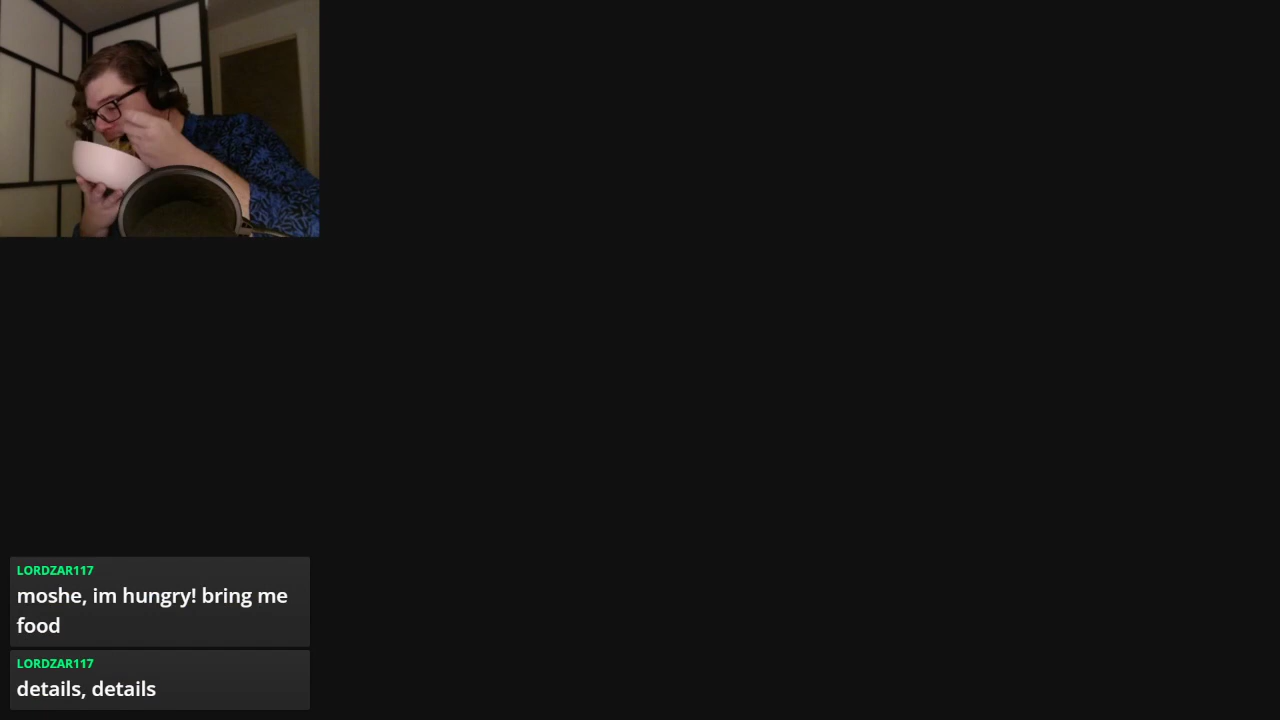 LORDZAR117
moshe, im hungry! bring me
food
LORDZAR117
details, details